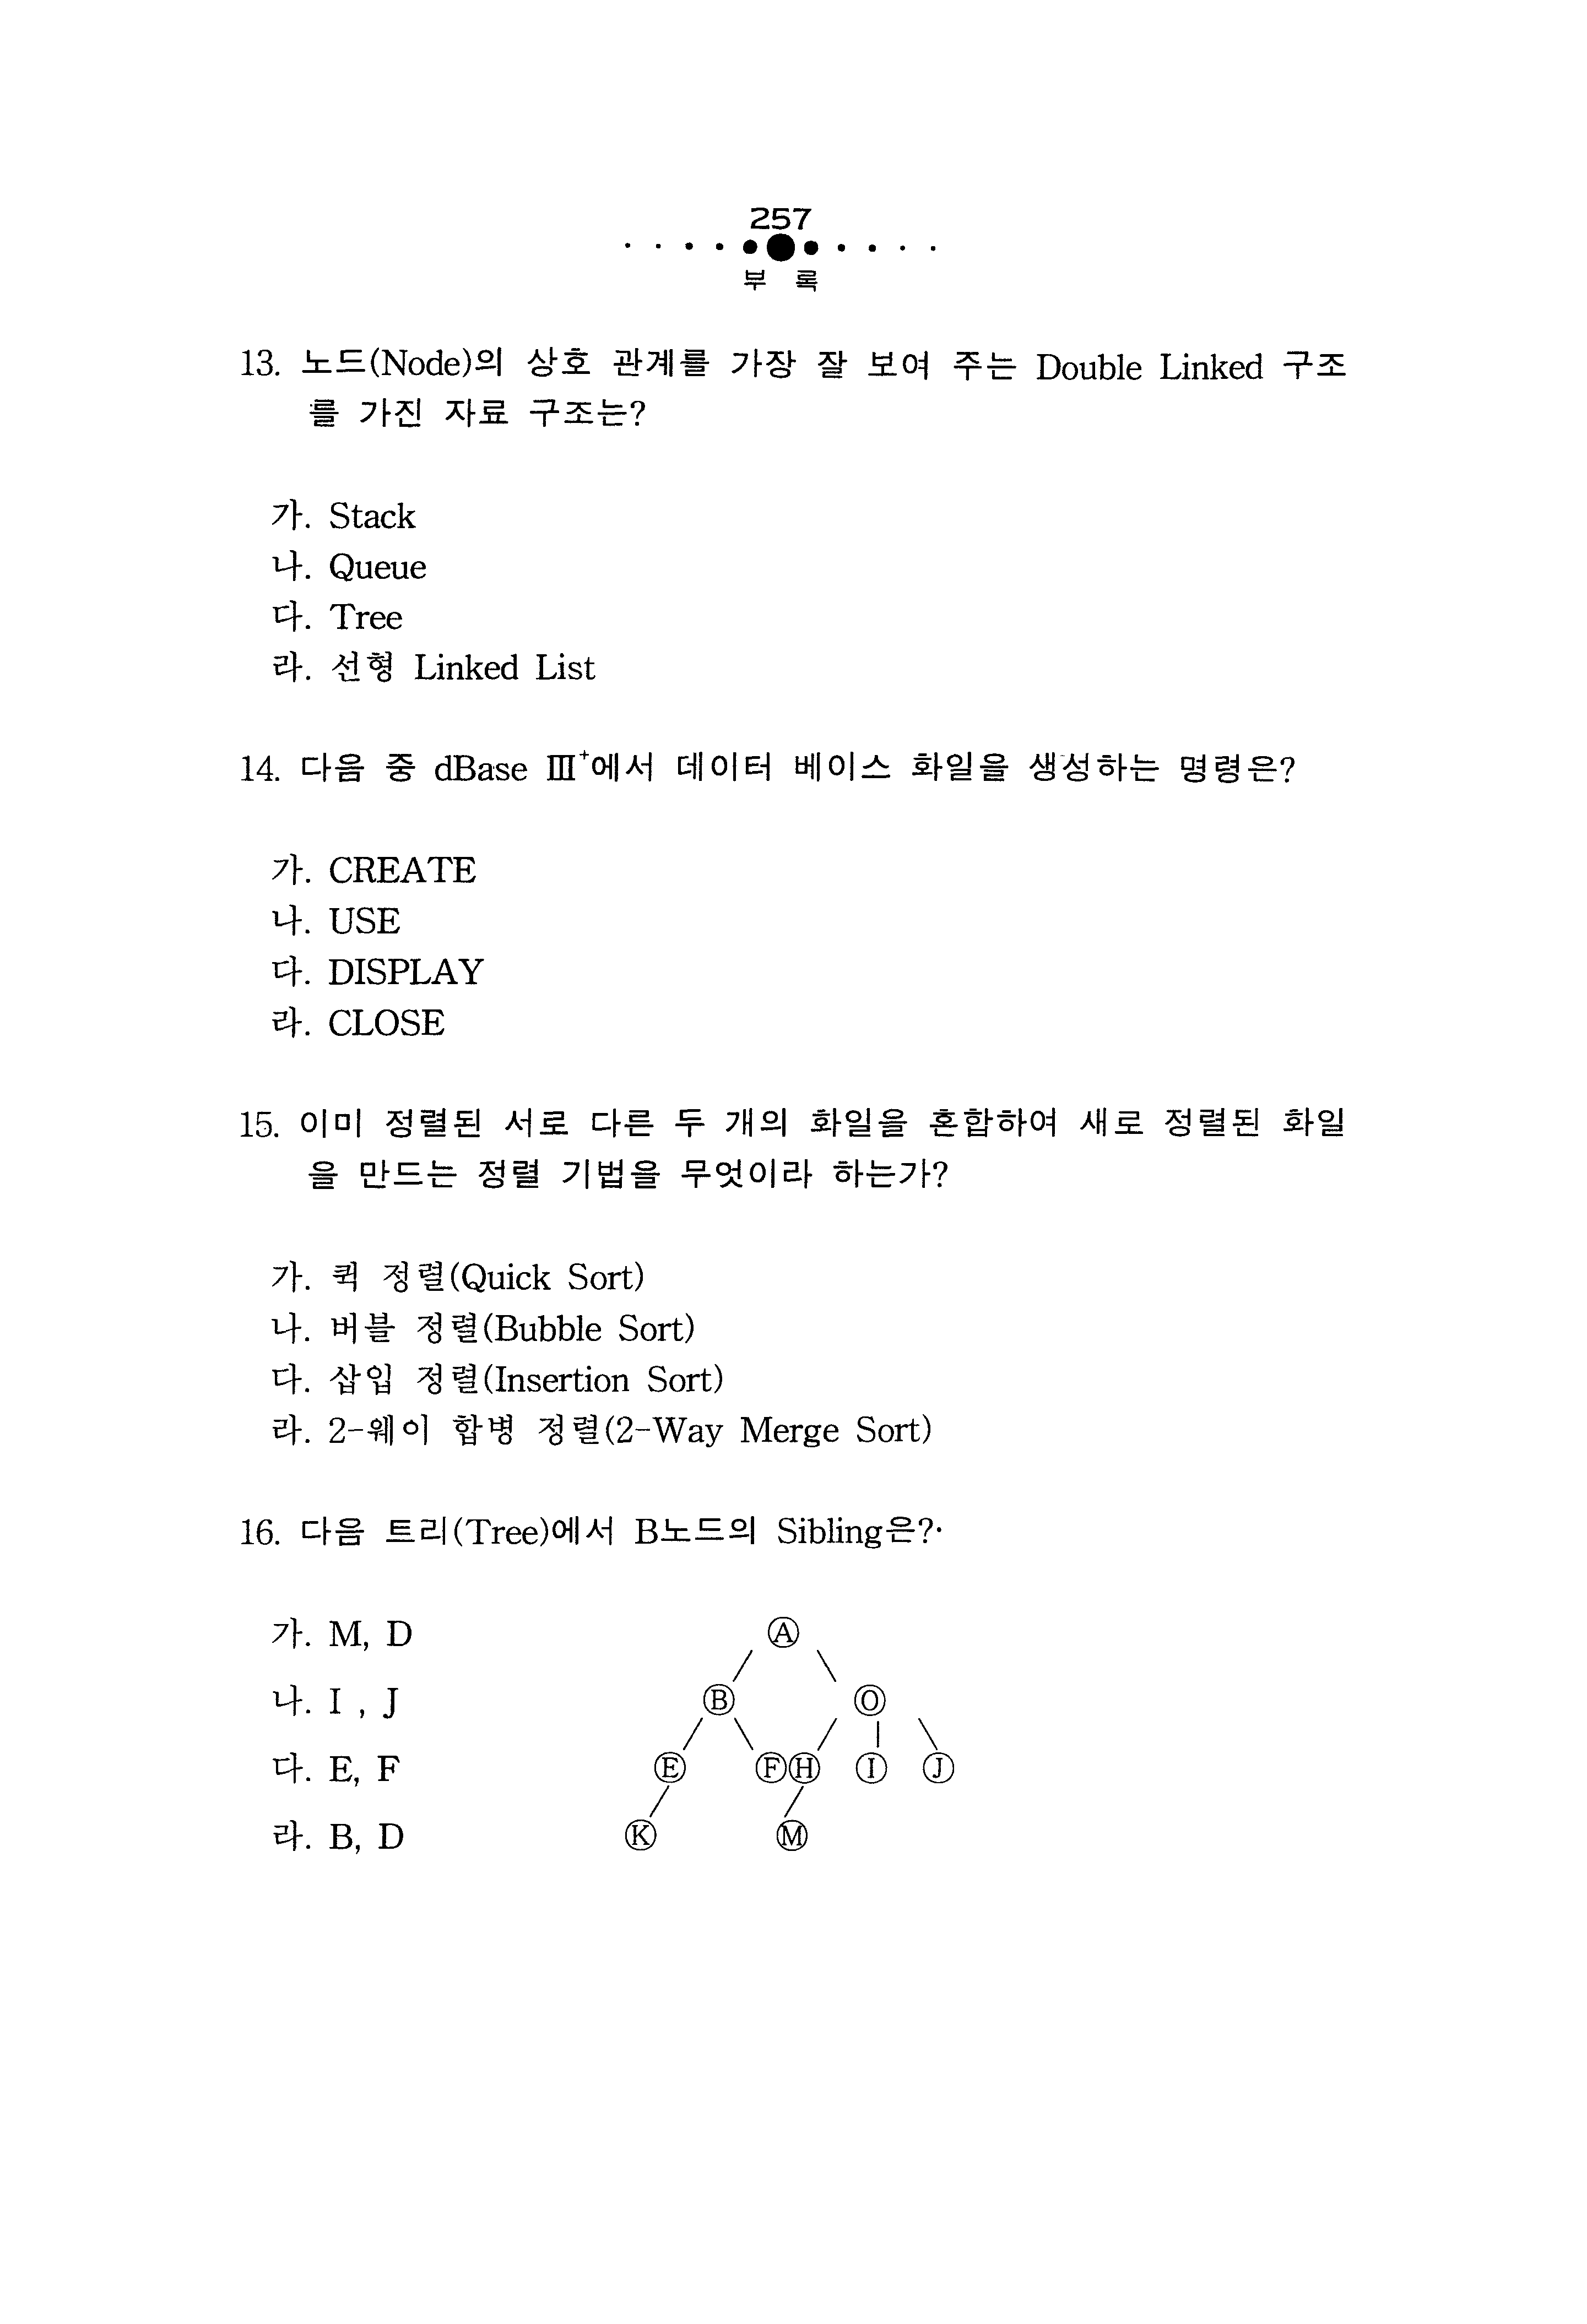 257
부 록
13. 노드(Node)의 상호 관계를 가장 잘 보여 주는 Double Linked 구조
를 가진 자료 구조는?
가. Stack
나. Queue
다. Tree
라. 선형 Linked List
14. 다음 중 dBase Ⅲ⁺에서 데이터 베이스 화일을 생성하는 명령은?
가. CREATE
나. USE
다. DISPLAY
라. CLOSE
15. 이미 정렬된 서로 다른 두 개의 화일을 혼합하여 새로 정렬된 화일
을 만드는 정렬 기법을 무엇이라 하는가?
가. 퀵 정렬(Quick Sort)
나. 버블 정렬(Bubble Sort)
다. 삽입 정렬(Insertion Sort)
라. 2-웨이 합병 정렬(2-Way Merge Sort)
16. 다음 트리(Tree)에서 B노드의 Sibling은?
가. M, D
나. I , J
다. E, F
라. B, D
Ⓐ
Ⓑ Ⓞ
Ⓔ ⒻⒽ Ⓘ Ⓙ
Ⓚ Ⓜ